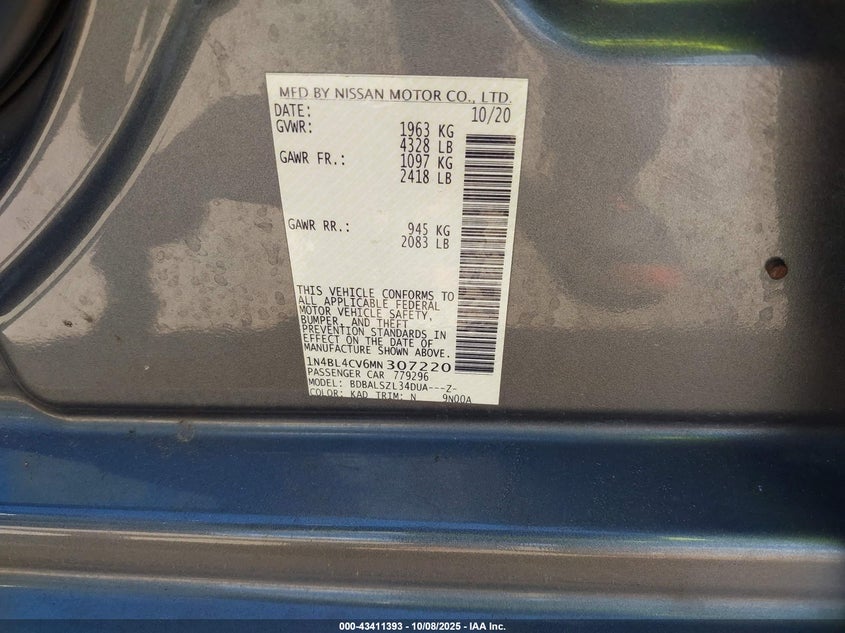 MFD BY NISSAN MOTOR CO., LTD.
DATE: 10/20
GVWR: 1963 KG
4328 LB
GAWR FR.: 1097 KG
2418 LB
GAWR RR.: 945 KG
2083 LB
THIS VEHICLE CONFORMS TO
ALL APPLICABLE FEDERAL
MOTOR VEHICLE SAFETY,
BUMPER, AND THEFT
PREVENTION STANDARDS IN
EFFECT ON THE DATE OF
MANUFACTURE SHOWN ABOVE.
1N4BL4CV6MN307220
PASSENGER CAR 779296
MODEL: BDBALSZL34DUA---Z-
COLOR: KAD TRIM: N 9N00A
000-43411393 - 10/08/2025 - IAA Inc.